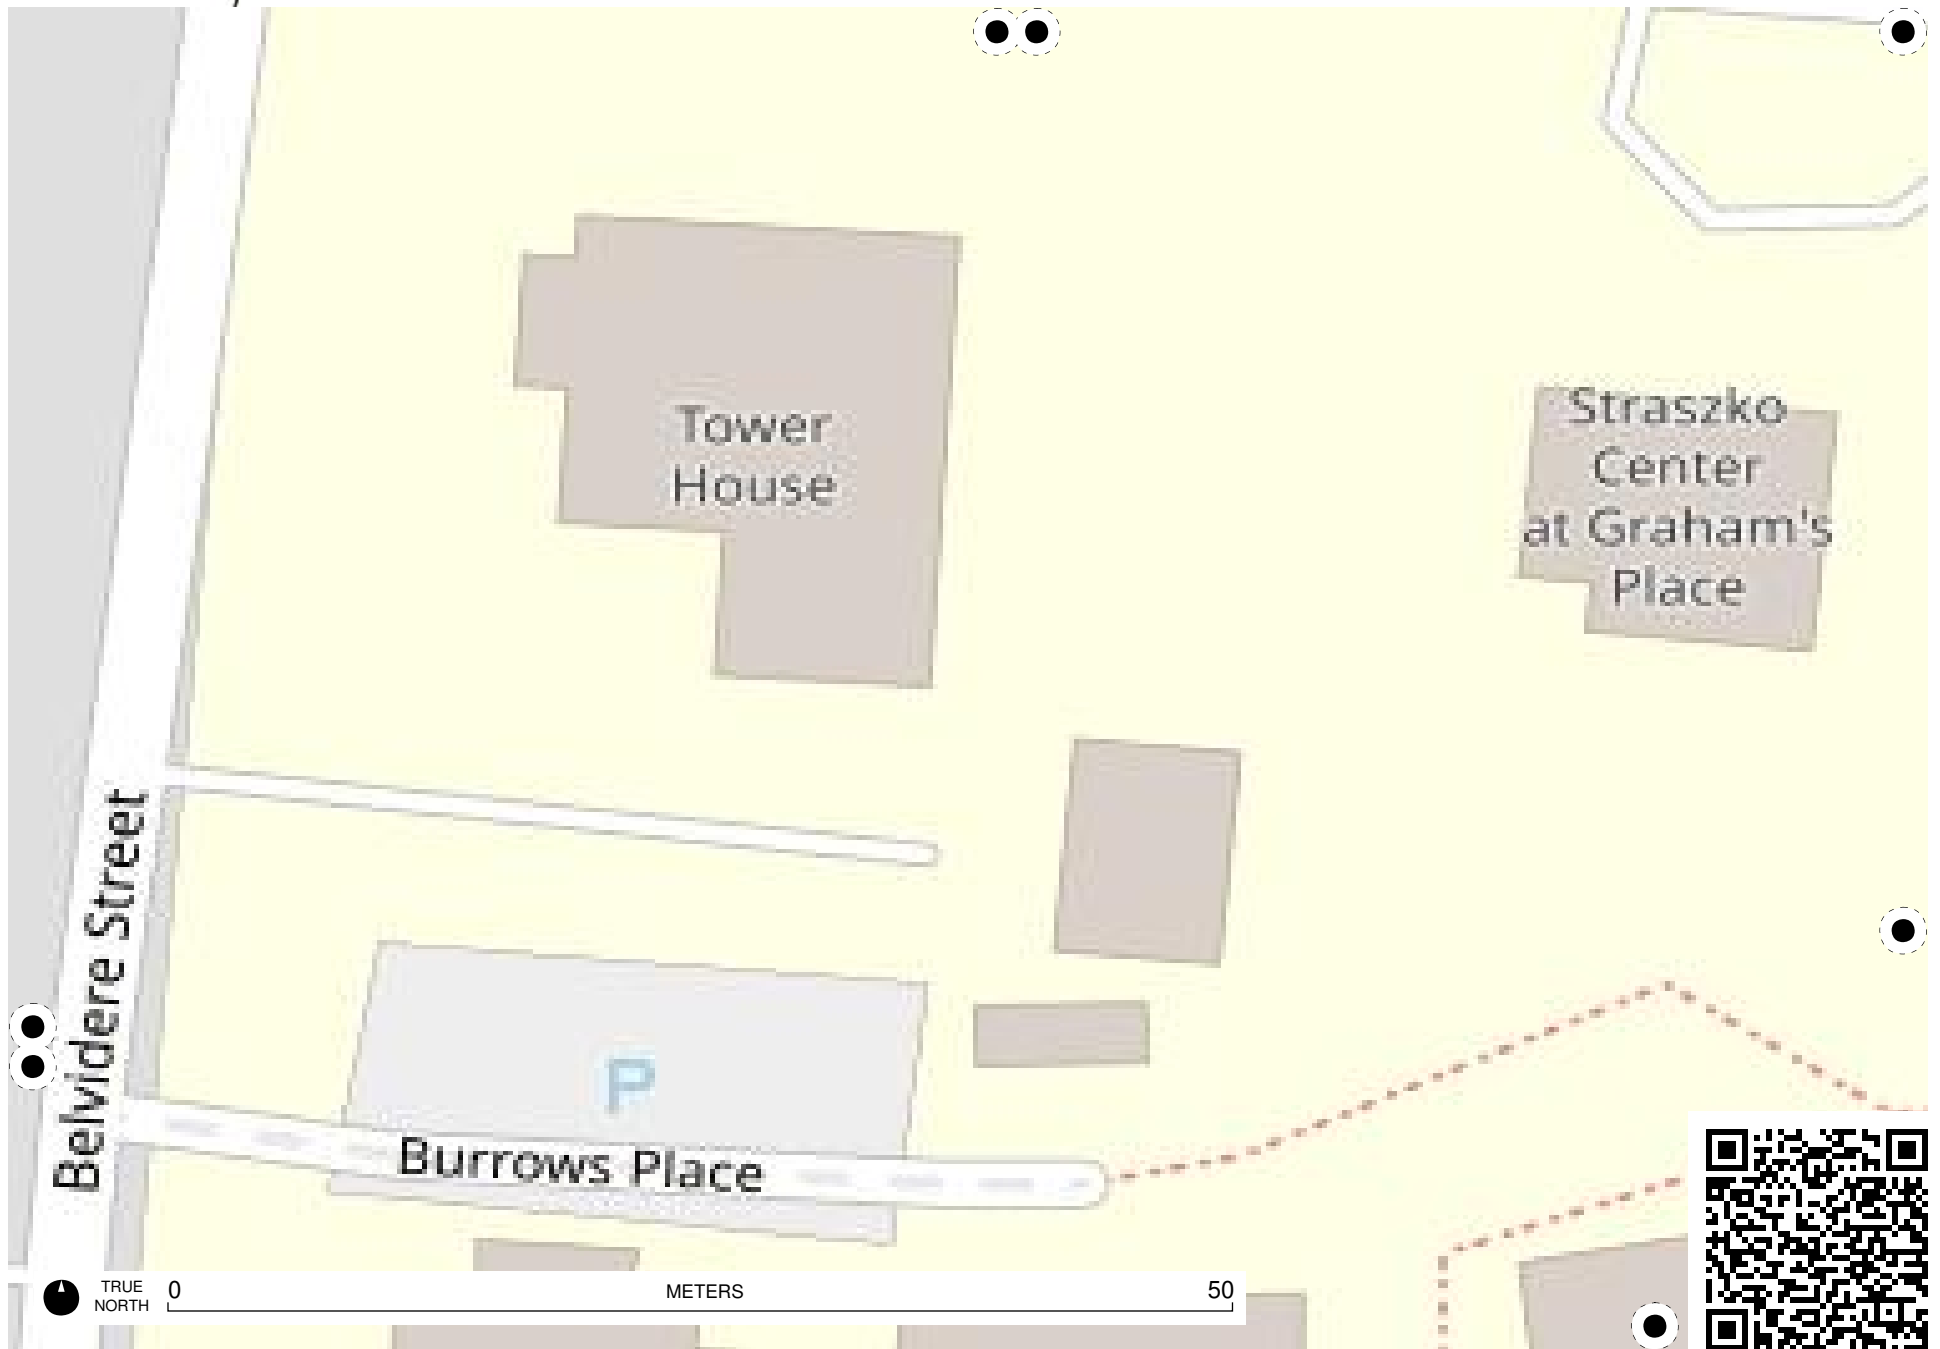 Tower
House
Straszko
Center
at Graham's
Place
Belvidere Street
P
Burrows Place
TRUE
NORTH
0
METERS
50